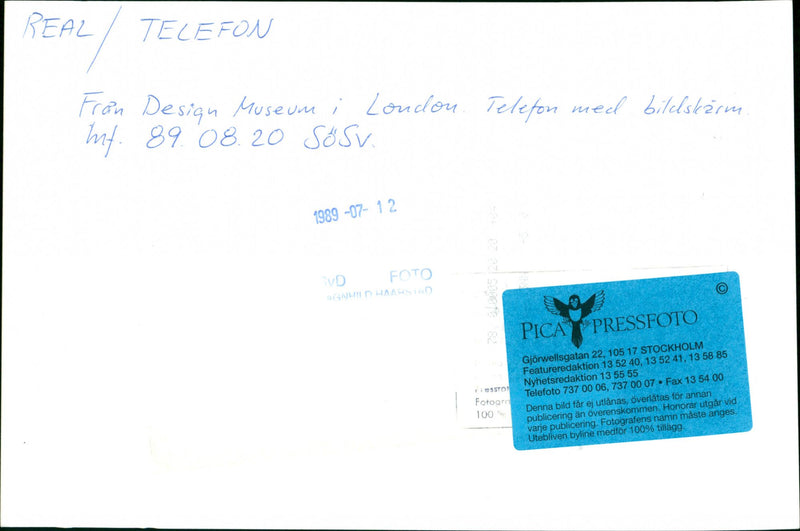 REAL / TELEFON
Från Design Museum i London. Telefon med bildskärm.
Inf. 89.08.20 SöSv.
1989-07-12
SvD FOTO
©
PICA PRESSFOTO
Gjörwellsgatan 22, 105 17 STOCKHOLM
Featureredaktion 13 52 40, 13 52 41, 13 58 85
Nyhetsredaktion 13 55 55
Telefoto 737 00 06, 737 00 07 • Fax 13 54 00
Denna bild får ej utlånas, överlåtas för annan
publicering än överenskommen. Honorar utgår vid
varje publicering. Fotografens namn måste anges.
Utebliven byline medför 100% tillägg.
100 %